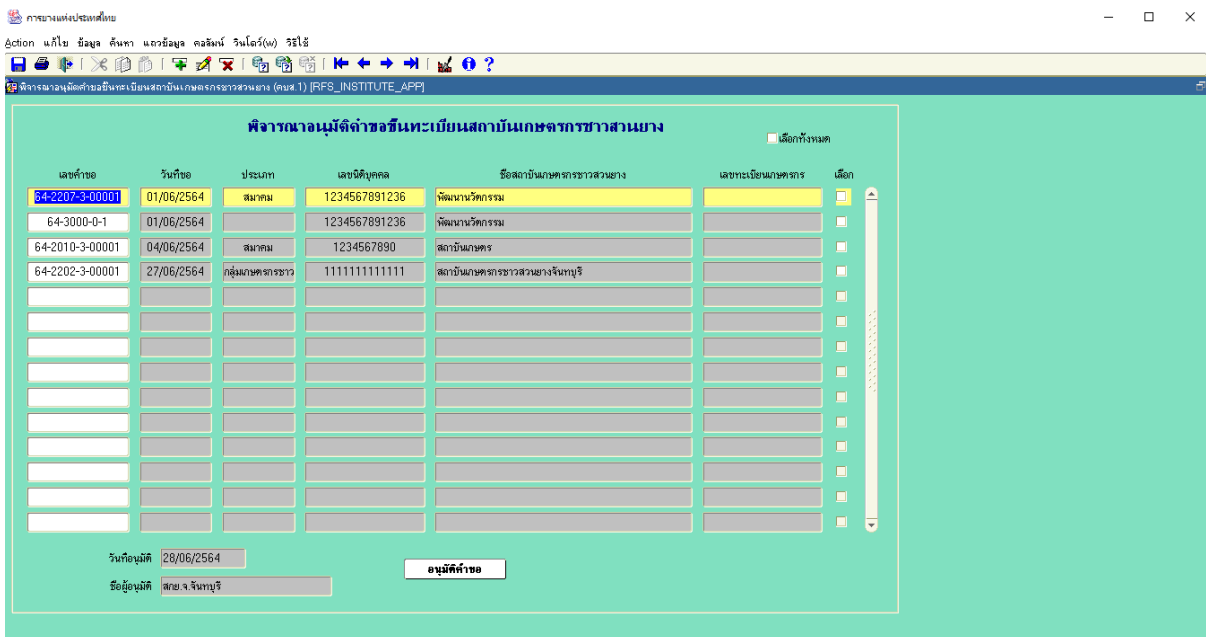 การยางแห่งประเทศไทย
Action แก้ไข ข้อมูล ค้นหา แถวข้อมูล คอลัมน์ วินโดว์(w) วิธีใช้
พิจารณาอนุมัติคำขอขึ้นทะเบียนสถาบันเกษตรกรชาวสวนยาง (คบส.1) [RFS_INSTITUTE_APP]
พิจารณาอนุมัติคำขอขึ้นทะเบียนสถาบันเกษตรกรชาวสวนยาง
เลือกทั้งหมด
เลขคำขอ วันที่ขอ ประเภท เลขนิติบุคคล ชื่อสถาบันเกษตรกรชาวสวนยาง เลขทะเบียนเกษตรกร เลือก
64-2207-3-00001 01/06/2564 สมาคม 1234567891236 พัฒนานวัตกรรม
64-3000-0-1 01/06/2564 1234567891236 พัฒนานวัตกรรม
64-2010-3-00001 04/06/2564 สมาคม 1234567890 สถาบันเกษตร
64-2202-3-00001 27/06/2564 กลุ่มเกษตรกรชาว 1111111111111 สถาบันเกษตรกรชาวสวนยางจันทบุรี
วันที่อนุมัติ 28/06/2564
อนุมัติคำขอ
ชื่อผู้อนุมัติ สกย.จ.จันทบุรี